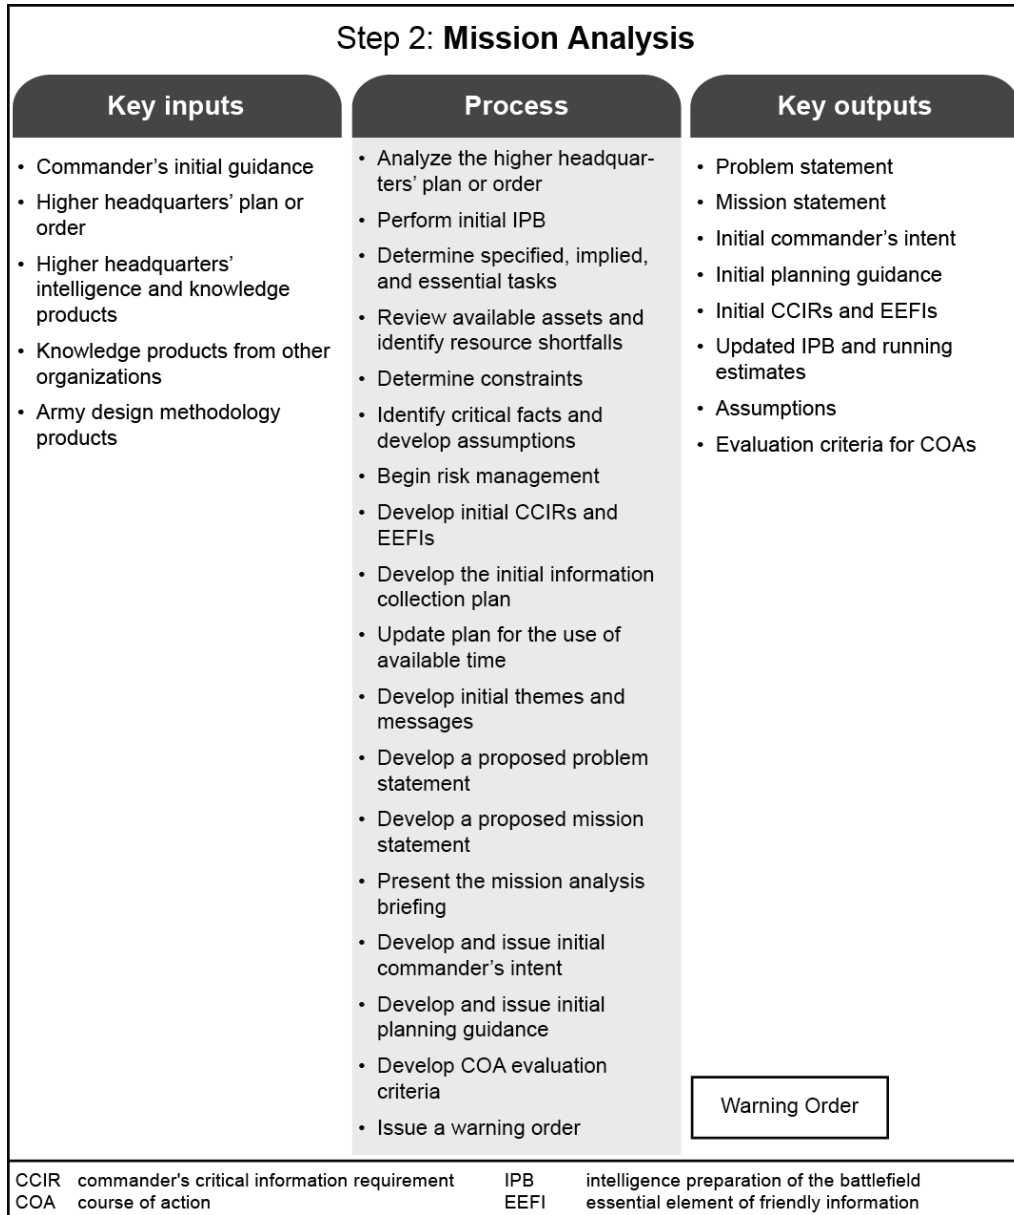 Step 2: Mission Analysis
Key inputs
• Commander’s initial guidance
• Higher headquarters’ plan or
order
• Higher headquarters’
intelligence and knowledge
products
• Knowledge products from other
organizations
• Army design methodology
products
Process
• Analyze the higher headquar-
ters’ plan or order
• Perform initial IPB
• Determine specified, implied,
and essential tasks
• Review available assets and
identify resource shortfalls
• Determine constraints
• Identify critical facts and
develop assumptions
• Begin risk management
• Develop initial CCIRs and
EEFIs
• Develop the initial information
collection plan
• Update plan for the use of
available time
• Develop initial themes and
messages
• Develop a proposed problem
statement
• Develop a proposed mission
statement
• Present the mission analysis
briefing
• Develop and issue initial
commander’s intent
• Develop and issue initial
planning guidance
• Develop COA evaluation
criteria
• Issue a warning order
Key outputs
• Problem statement
• Mission statement
• Initial commander’s intent
• Initial planning guidance
• Initial CCIRs and EEFIs
• Updated IPB and running
estimates
• Assumptions
• Evaluation criteria for COAs
Warning Order
CCIR commander's critical information requirement
COA course of action
IPB intelligence preparation of the battlefield
EEFI essential element of friendly information